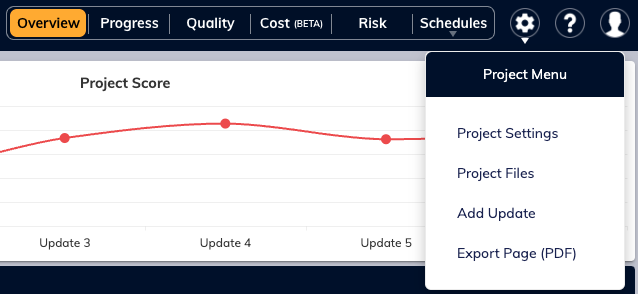 Overview Progress Quality Cost (BETA) Risk Schedules ?
Project Score
Project Menu
Project Settings
Project Files
Add Update
Export Page (PDF)
Update 3 Update 4 Update 5